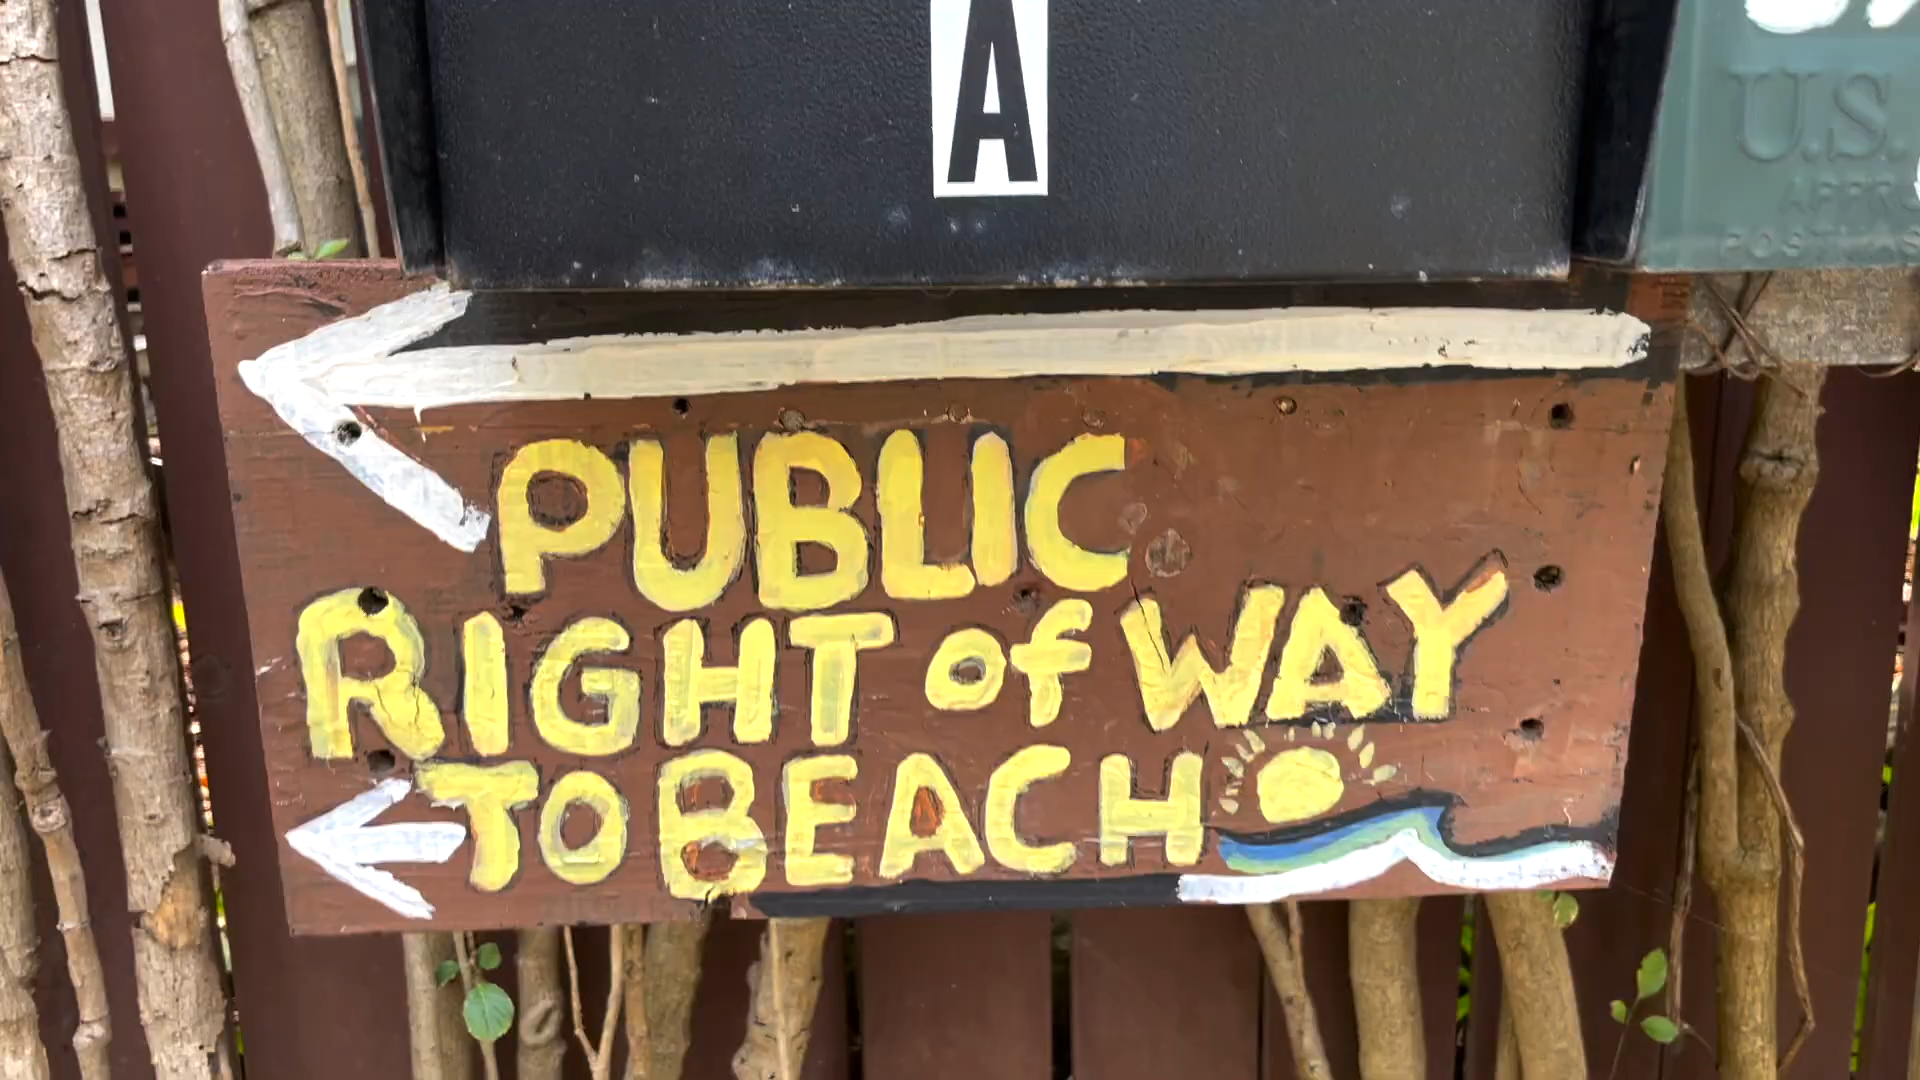 A
U.S.
PUBLIC
RIGHT of WAY
TO BEACH